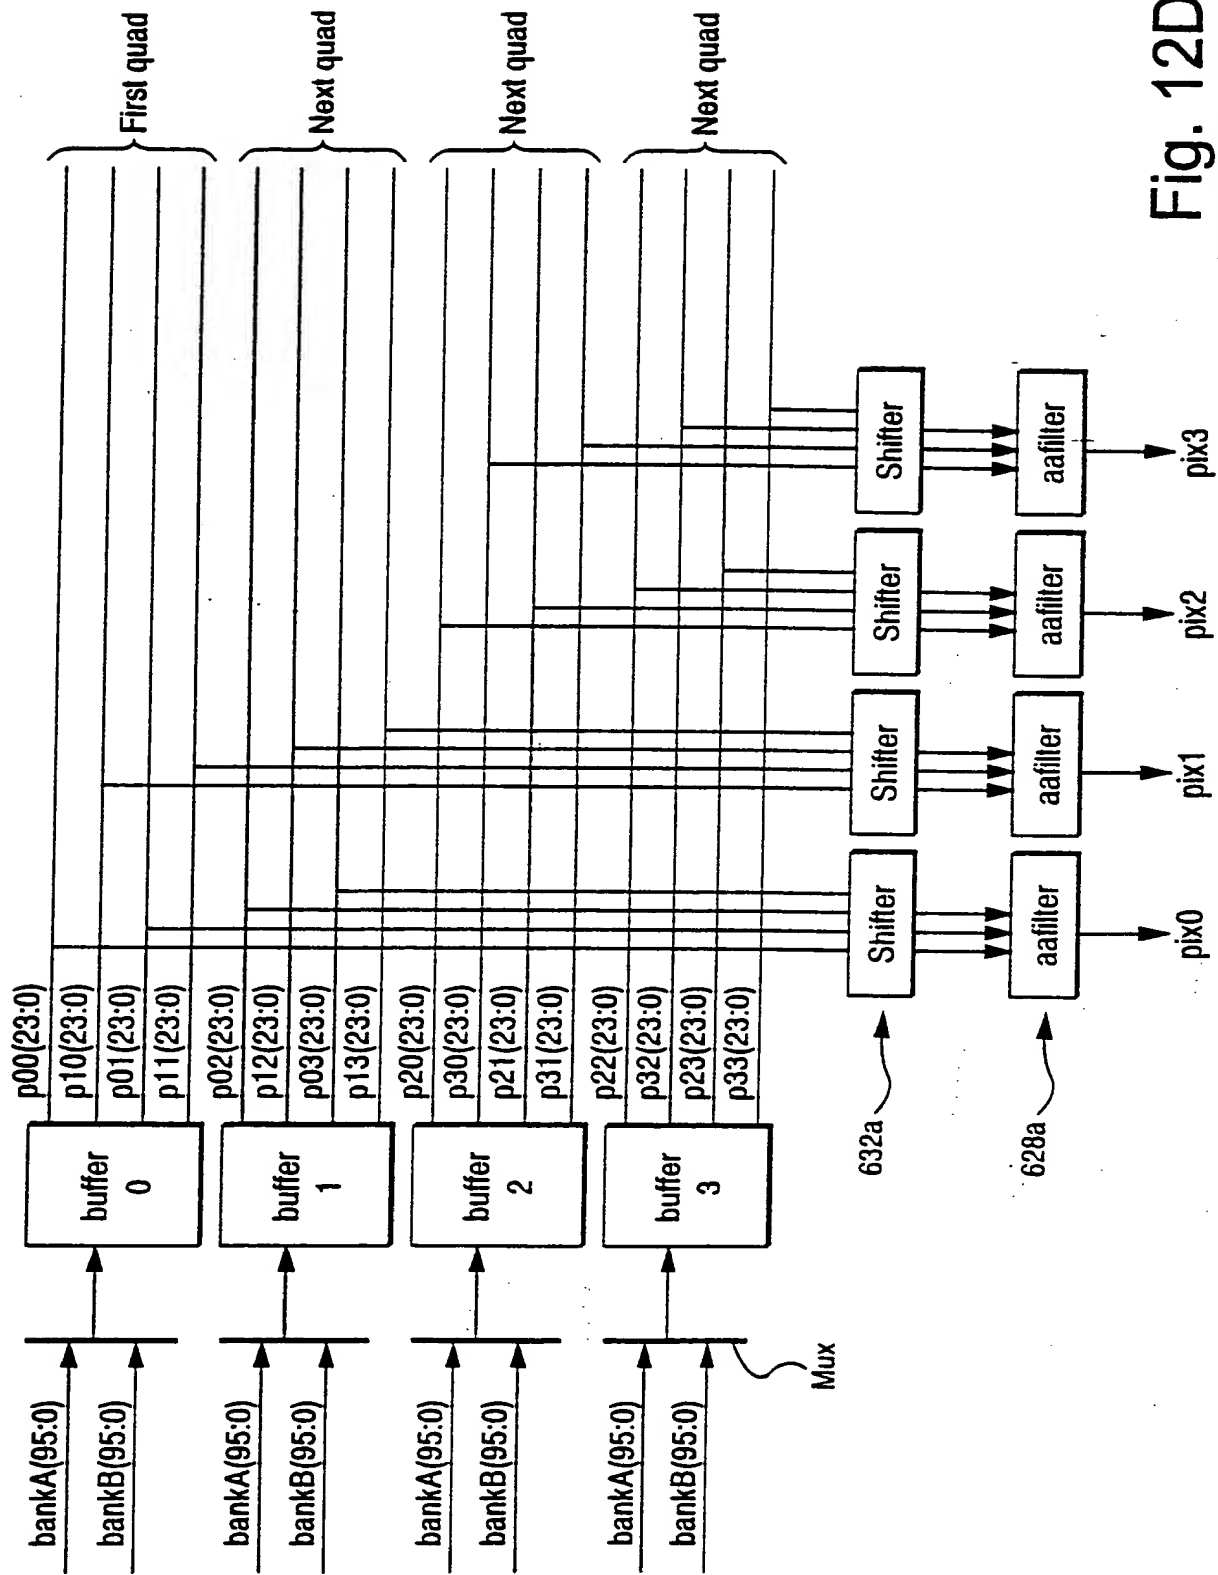 bankA(95:0)
bankB(95:0)
buffer
0
p00(23:0)
p10(23:0)
p01(23:0)
p11(23:0)
First quad
bankA(95:0)
bankB(95:0)
buffer
1
p02(23:0)
p12(23:0)
p03(23:0)
p13(23:0)
Next quad
bankA(95:0)
bankB(95:0)
buffer
2
p20(23:0)
p30(23:0)
p21(23:0)
p31(23:0)
Next quad
bankA(95:0)
bankB(95:0)
Mux
buffer
3
p22(23:0)
p32(23:0)
p23(23:0)
p33(23:0)
Next quad
632a
Shifter
Shifter
Shifter
Shifter
628a
aafilter
aafilter
aafilter
aafilter
pix0
pix1
pix2
pix3
Fig. 12D